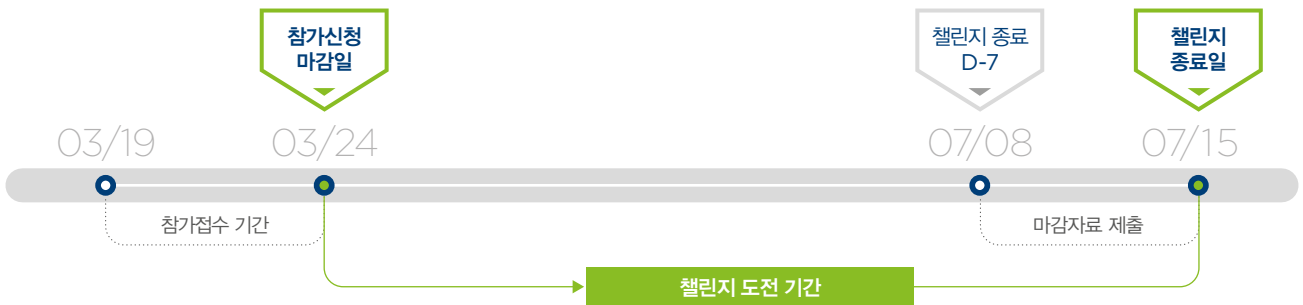 참가신청
마감일
챌린지 종료
D-7
챌린지
종료일
03/19
03/24
07/08
07/15
참가접수 기간
마감자료 제출
챌린지 도전 기간